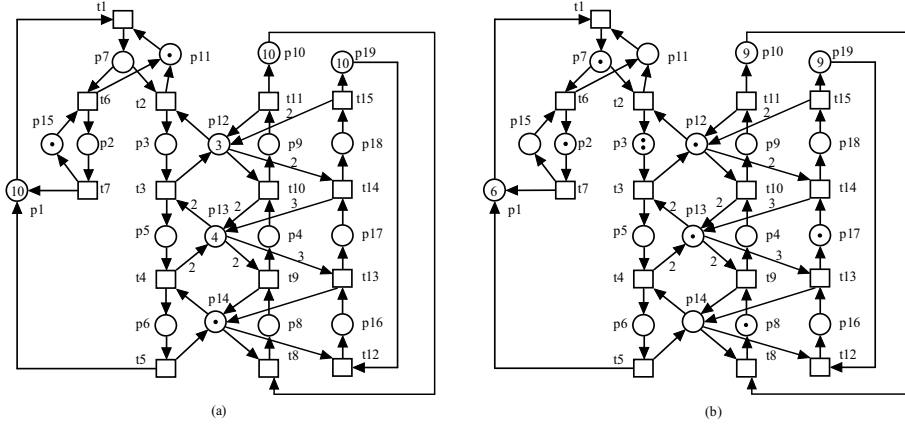 t1
p7
p11
10
p10
p19
10
t6
t2
p12
t11
t15
2
p15
p2
p3
3
p9
p18
2
10
p1
t7
t3
t10
t14
2
p13
2
3
p5
4
p4
p17
2
2
3
t4
t9
t13
p14
p6
p8
p16
t5
t8
t12
(a)
t1
p7
p11
9
p10
p19
9
t6
t2
p12
t11
t15
2
p15
p2
p3
p9
p18
2
6
p1
t7
t3
t10
t14
2
p13
2
3
p5
p4
p17
2
2
3
t4
t9
t13
p14
p6
p8
p16
t5
t8
t12
(b)